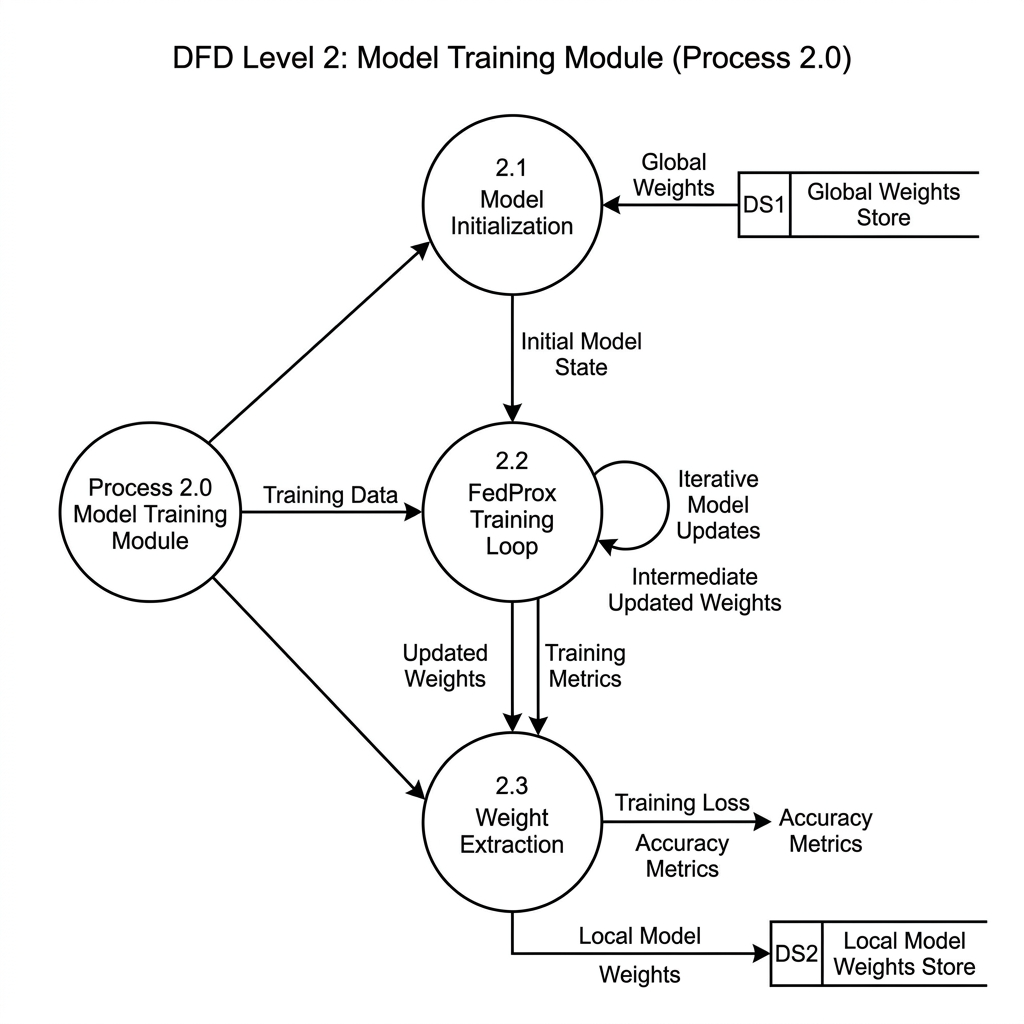 DFD Level 2: Model Training Module (Process 2.0)
2.1
Model
Initialization
Global
Weights
DS1
Global Weights
Store
Initial Model
State
Process 2.0
Model Training
Module
Training Data
2.2
FedProx
Training
Loop
Iterative
Model
Updates
Intermediate
Updated Weights
Updated
Weights
Training
Metrics
2.3
Weight
Extraction
Training Loss
Accuracy
Metrics
Accuracy
Metrics
Local Model
Weights
DS2
Local Model
Weights Store